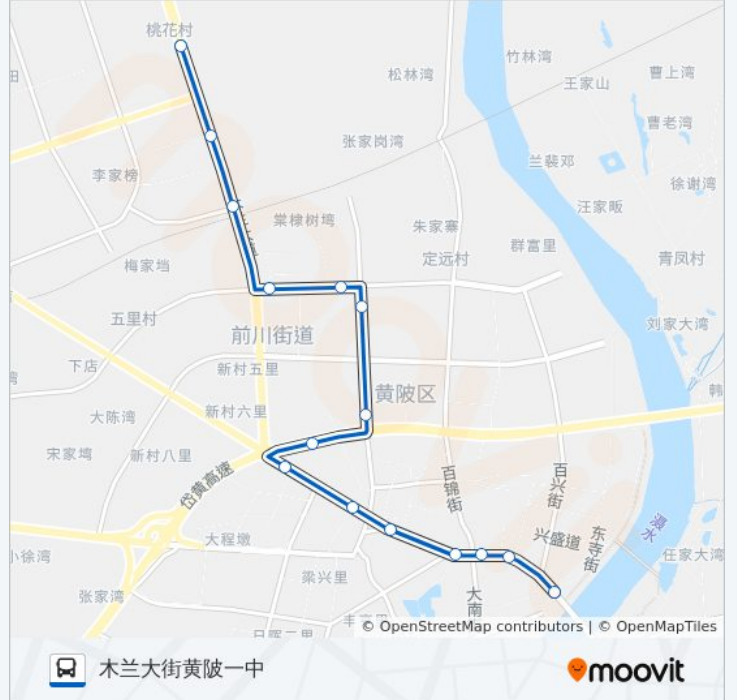 桃花村
竹林湾
松林湾
王家山
曹上湾
曹老湾
张家岗湾
李家榜
兰裴邓
徐谢湾
汪家畈
棠棣树塆
朱家寨
群富里
定远村
青凤村
梅家垱
五里村
前川街道
刘家大湾
下店
新村五里
黄陂区
韩
大陈湾
新村六里
宋家塆
新村八里
岱黄高速
百锦街
百兴街
滠水
兴盛道
东寺街
小徐湾
大程墩
任家大湾
梁兴里
张家湾
大南
© OpenStreetMap contributors | © OpenMapTiles
木兰大街黄陂一中
moovit